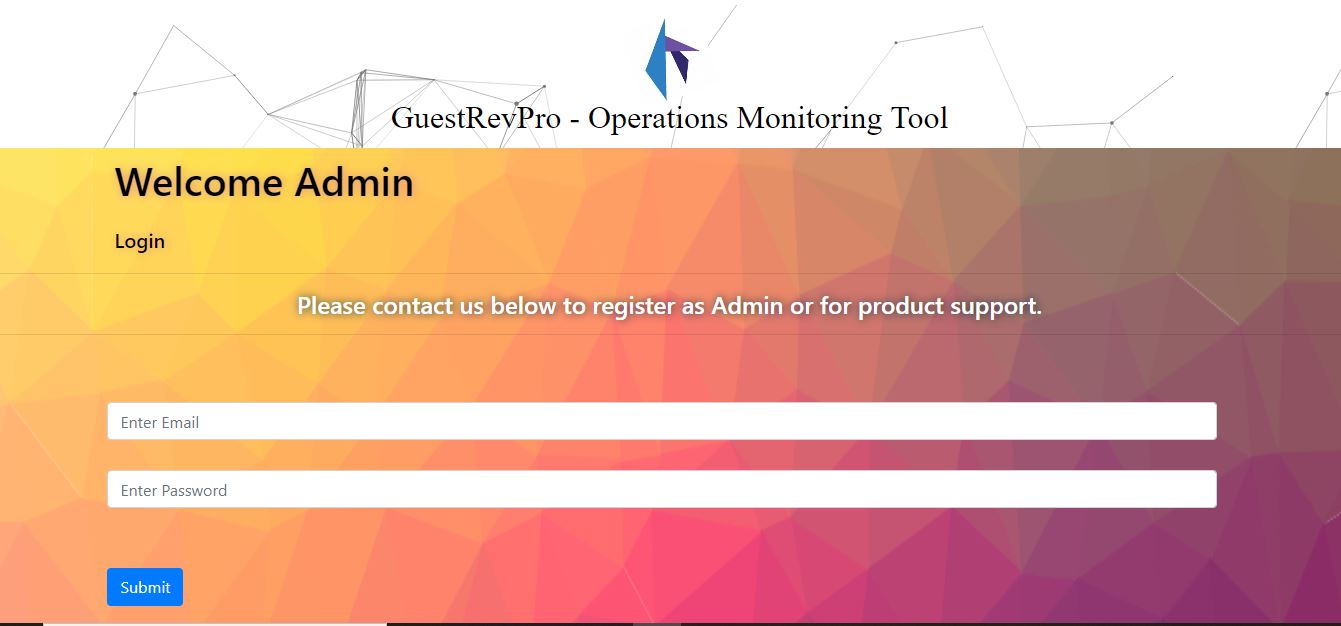 GuestRevPro - Operations Monitoring Tool
Welcome Admin
Login
Please contact us below to register as Admin or for product support.
Enter Email
Enter Password
Submit